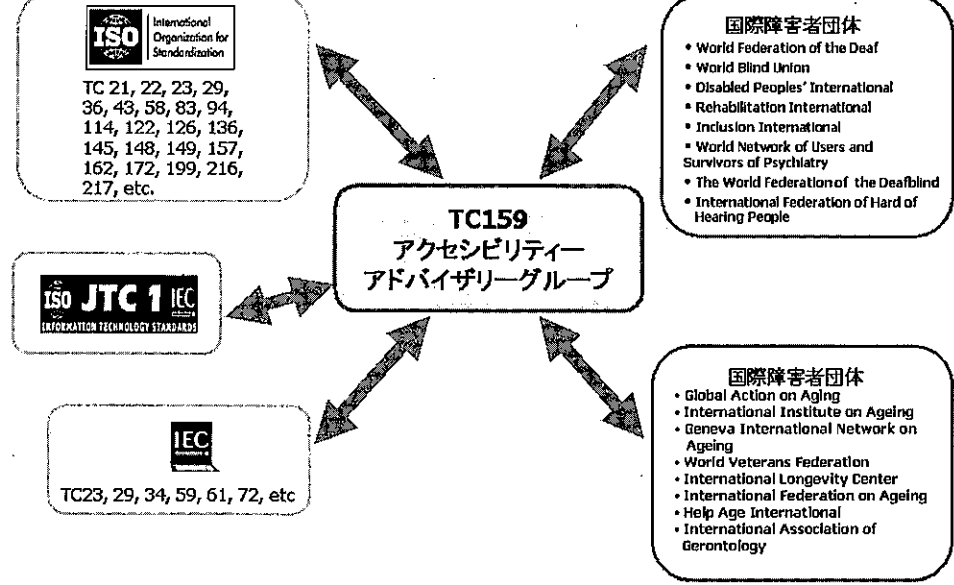 ISO
International
Organization for
Standardization
TC 21, 22, 23, 29,
36, 43, 58, 83, 94,
114, 122, 126, 136,
145, 148, 149, 157,
162, 172, 199, 216,
217, etc.
国際障害者団体
• World Federation of the Deaf
• World Blind Union
• Disabled Peoples' International
• Rehabilitation International
• Inclusion International
• World Network of Users and
Survivors of Psychiatry
• The World Federation of the Deafblind
• International Federation of Hard of
Hearing People
TC159
アクセシビリティー
アドバイザリーグループ
ISO JTC 1 IEC
INFORMATION TECHNOLOGY STANDARDS
IEC
TC23, 29, 34, 59, 61, 72, etc
国際障害者団体
• Global Action on Aging
• International Institute on Ageing
• Geneva International Network on
Ageing
• World Veterans Federation
• International Longevity Center
• International Federation on Ageing
• Help Age International
• International Association of
Gerontology